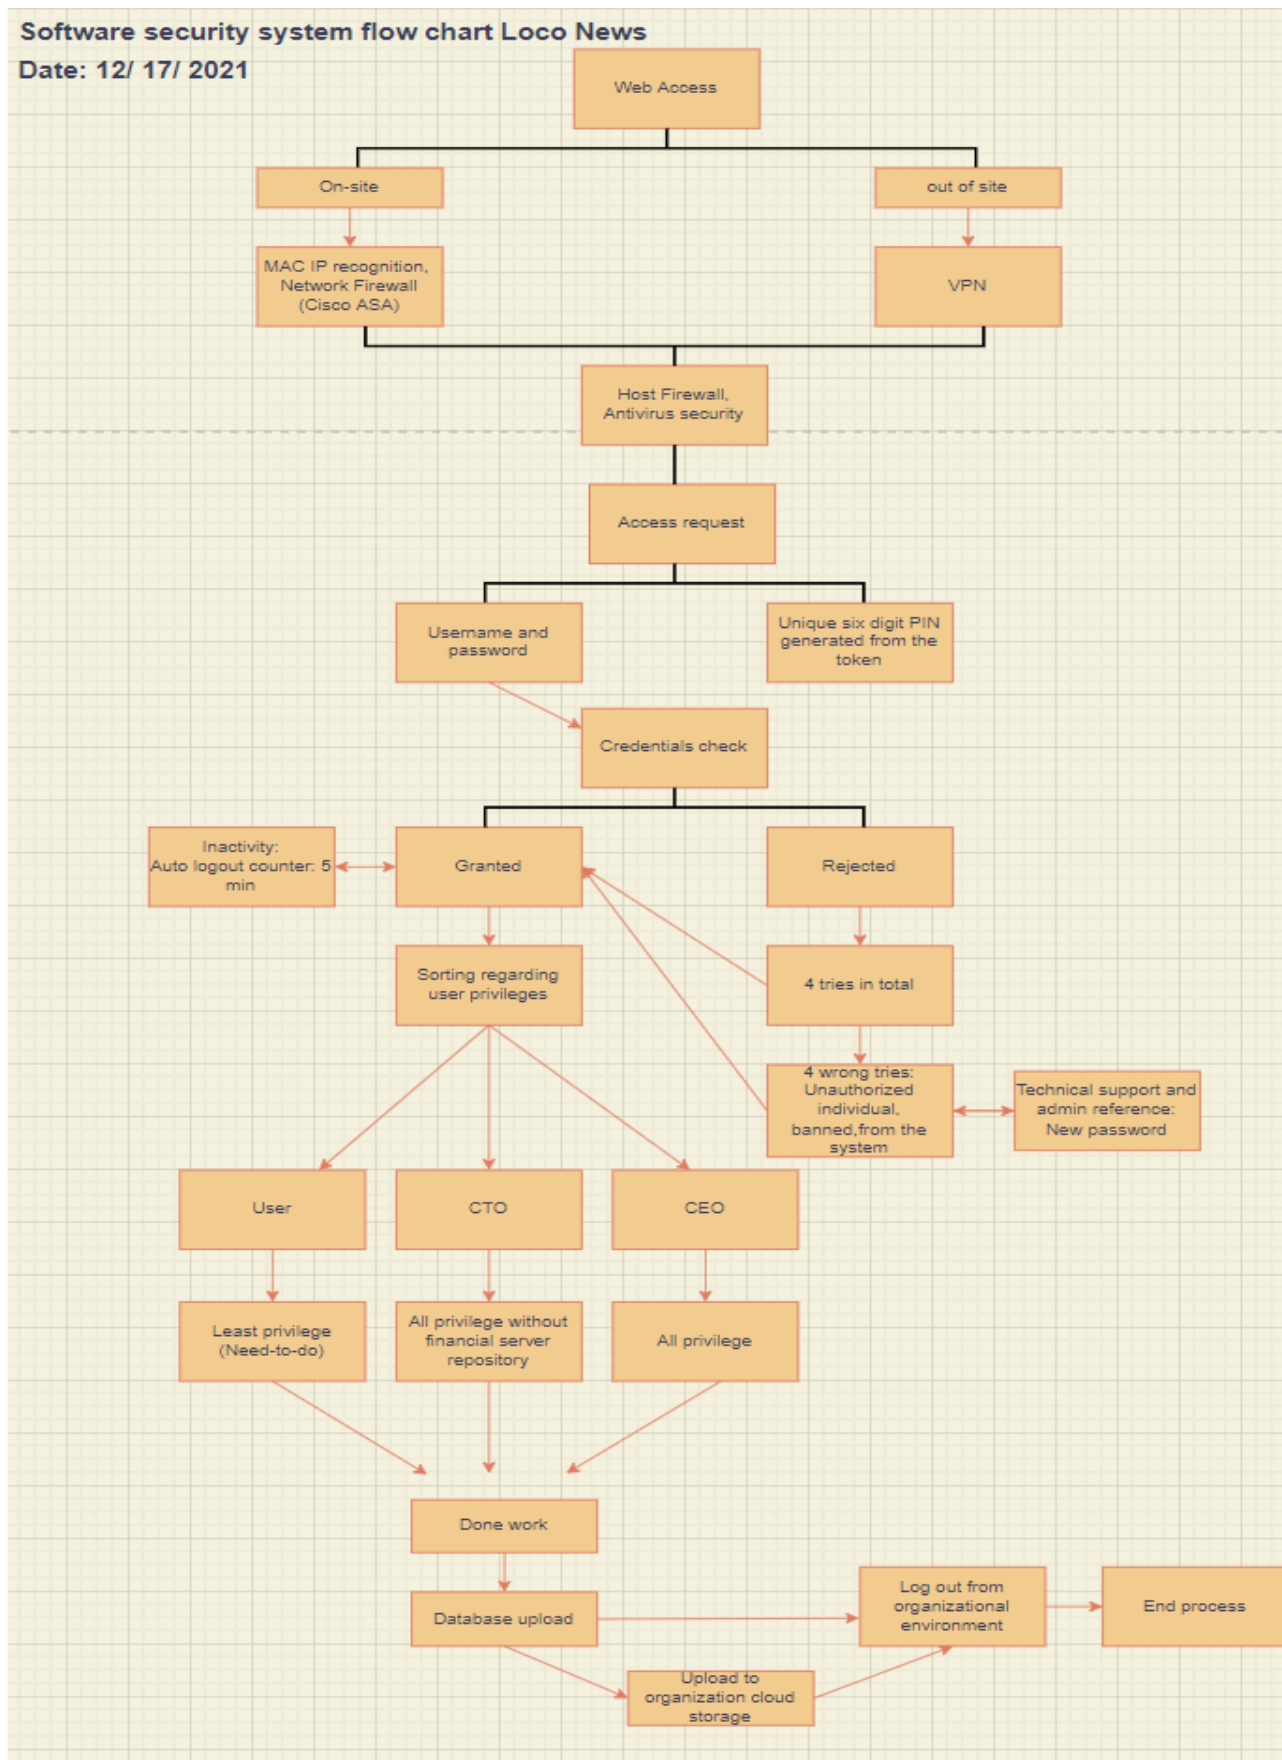 Software security system flow chart Loco News
Date: 12/ 17/ 2021
Web Access
On-site
out of site
MAC IP recognition,
Network Firewall
(Cisco ASA)
VPN
Host Firewall,
Antivirus security
Access request
Username and
password
Unique six digit PIN
generated from the
token
Credentials check
Inactivity:
Auto logout counter: 5
min
Granted
Rejected
Sorting regarding
user privileges
4 tries in total
4 wrong tries:
Unauthorized
individual,
banned,from the
system
Technical support and
admin reference:
New password
User
CTO
CEO
Least privilege
(Need-to-do)
All privilege without
financial server
repository
All privilege
Done work
Database upload
Log out from
organizational
environment
End process
Upload to
organization cloud
storage